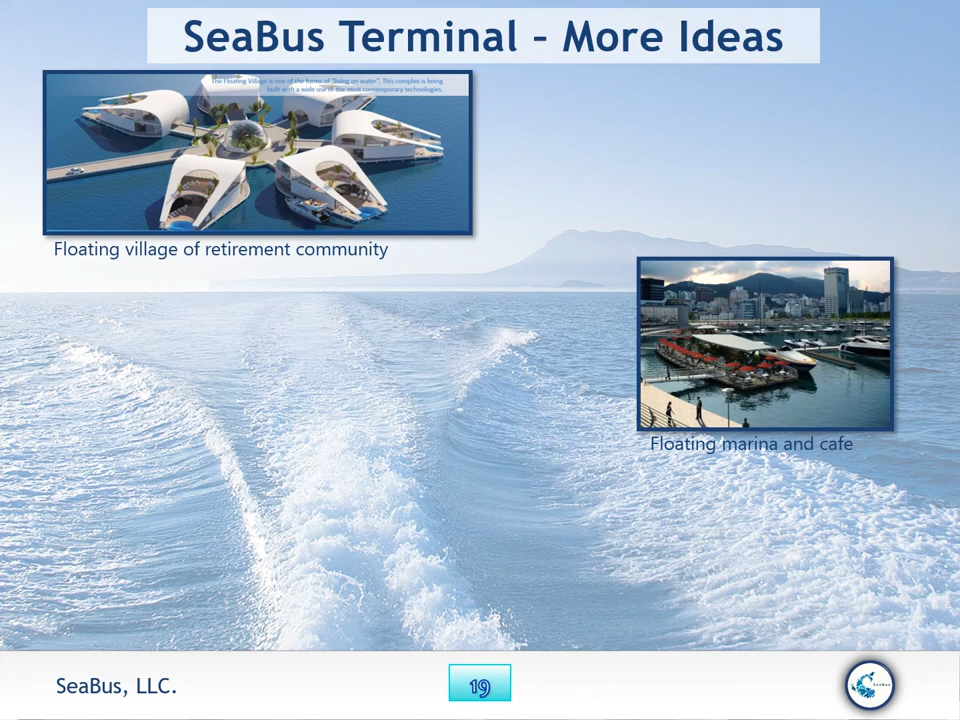 SeaBus Terminal – More Ideas
The Floating Village is one of the forms of "living on water". This complex is being
built with a wide use of the most contemporary technologies.
Floating village of retirement community
Floating marina and cafe
SeaBus, LLC.
19
SeaBus